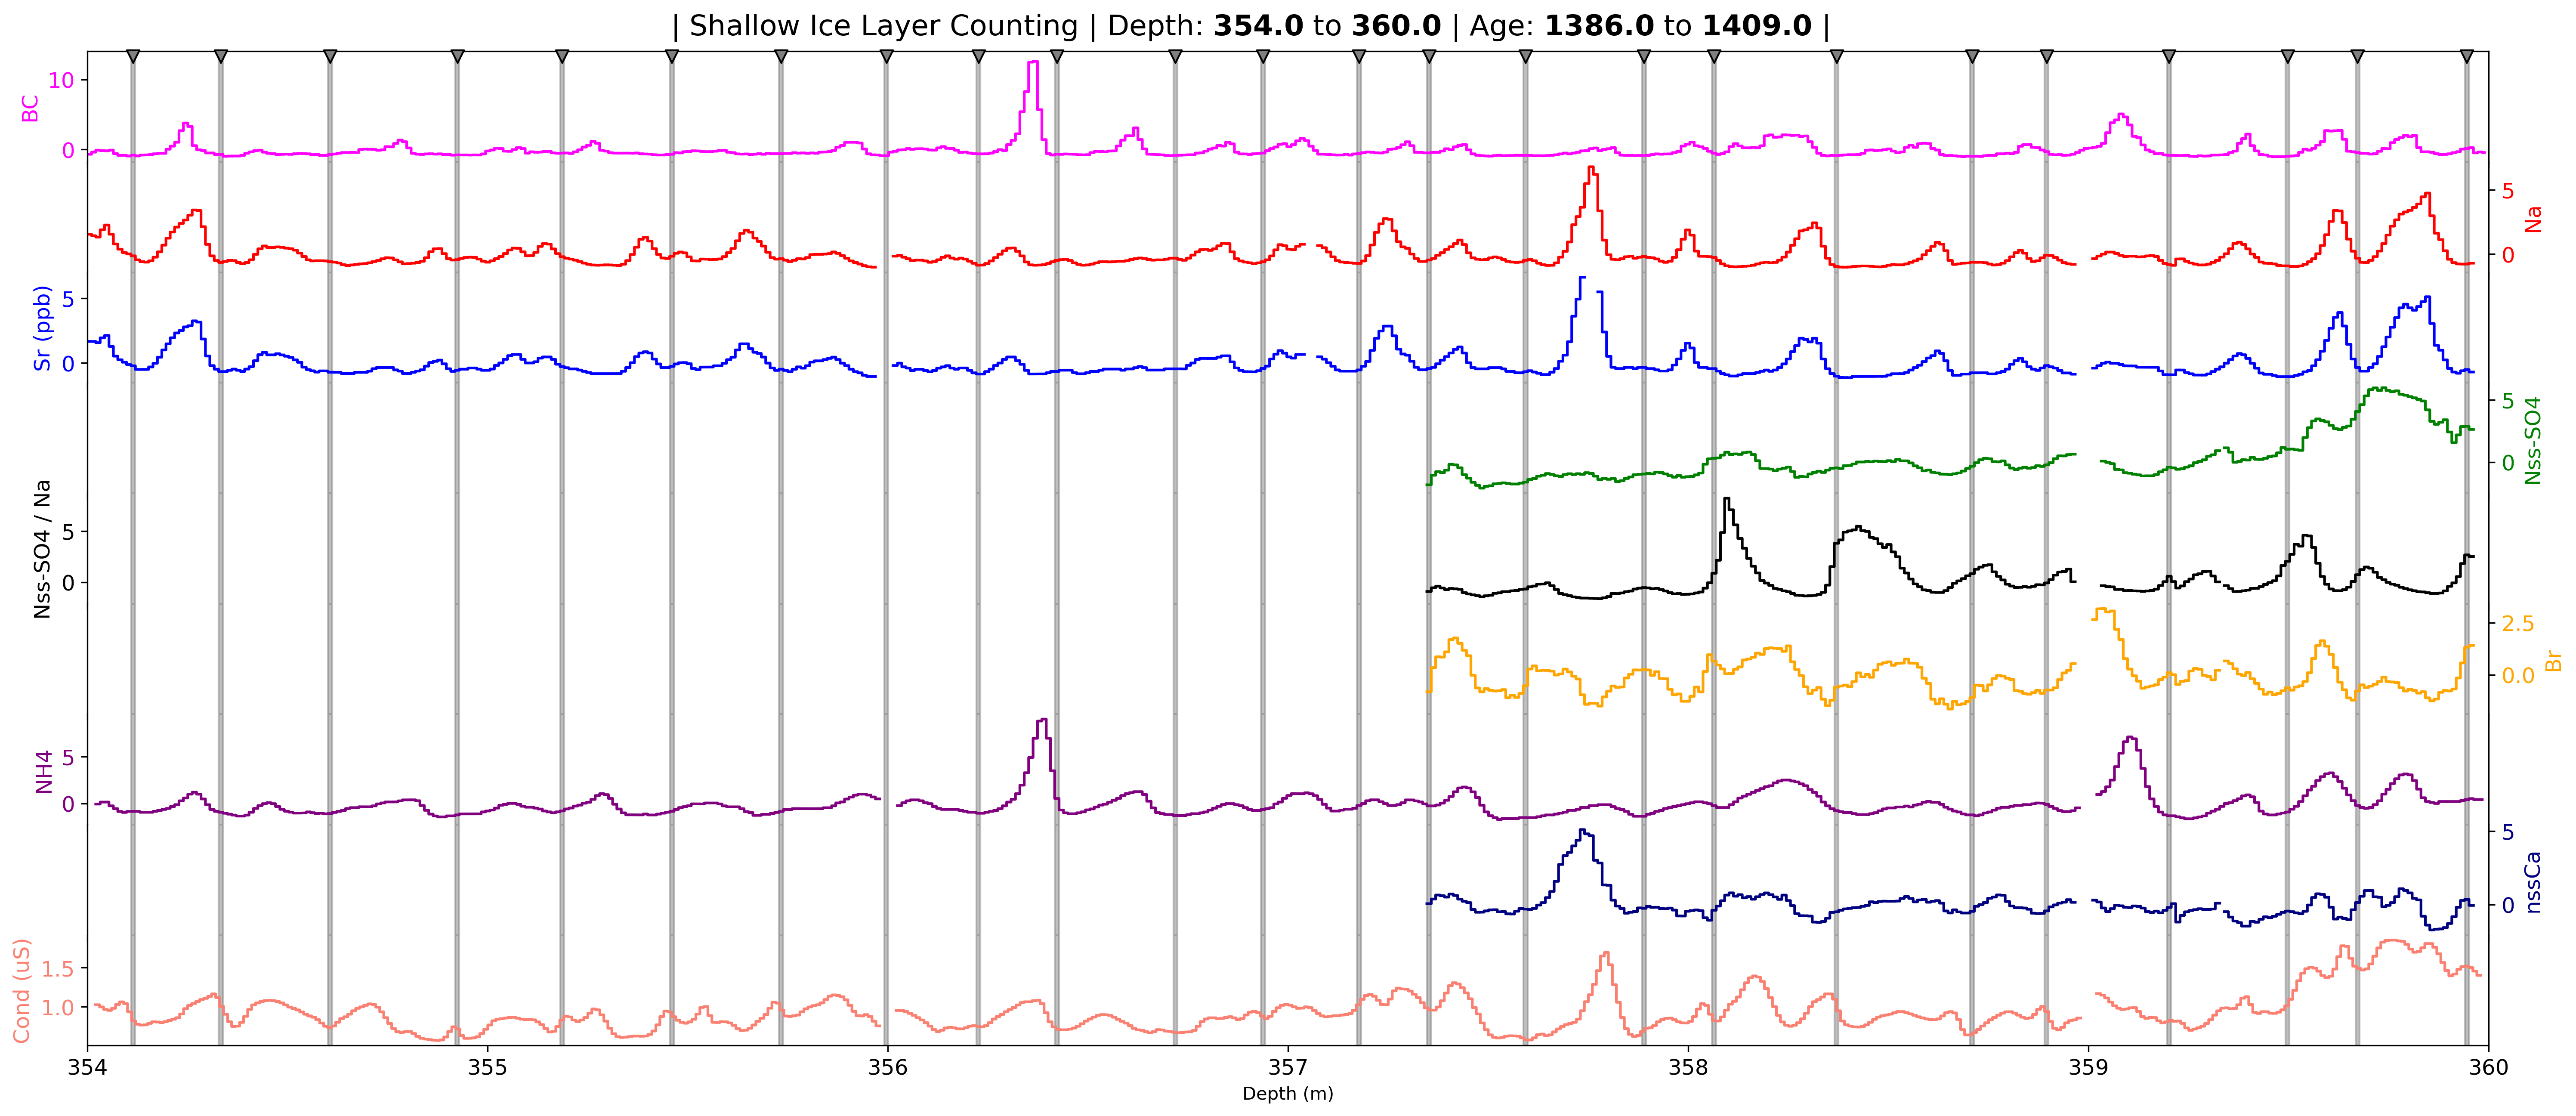 | Shallow Ice Layer Counting | Depth: 354.0 to 360.0 | Age: 1386.0 to 1409.0 |
BC
10
0
5
0
Na
Sr (ppb)
5
0
5
0
Nss-SO4
Nss-SO4 / Na
5
0
2.5
0.0
Br
NH4
5
0
5
0
nssCa
Cond (uS)
1.5
1.0
354 355 356 357 358 359 360
Depth (m)